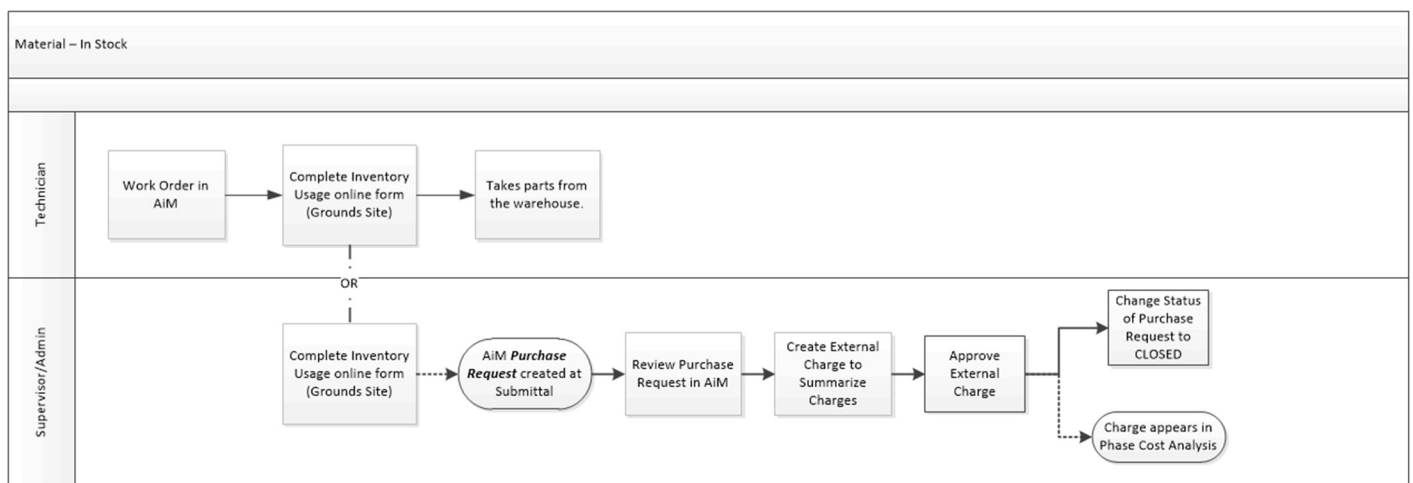 Material – In Stock
Technician
Work Order in
AiM
Complete Inventory
Usage online form
(Grounds Site)
Takes parts from
the warehouse.
OR
Supervisor/Admin
Complete Inventory
Usage online form
(Grounds Site)
AiM Purchase
Request created at
Submittal
Review Purchase
Request in AiM
Create External
Charge to
Summarize
Charges
Approve
External
Charge
Change Status
of Purchase
Request to
CLOSED
Charge appears in
Phase Cost Analysis